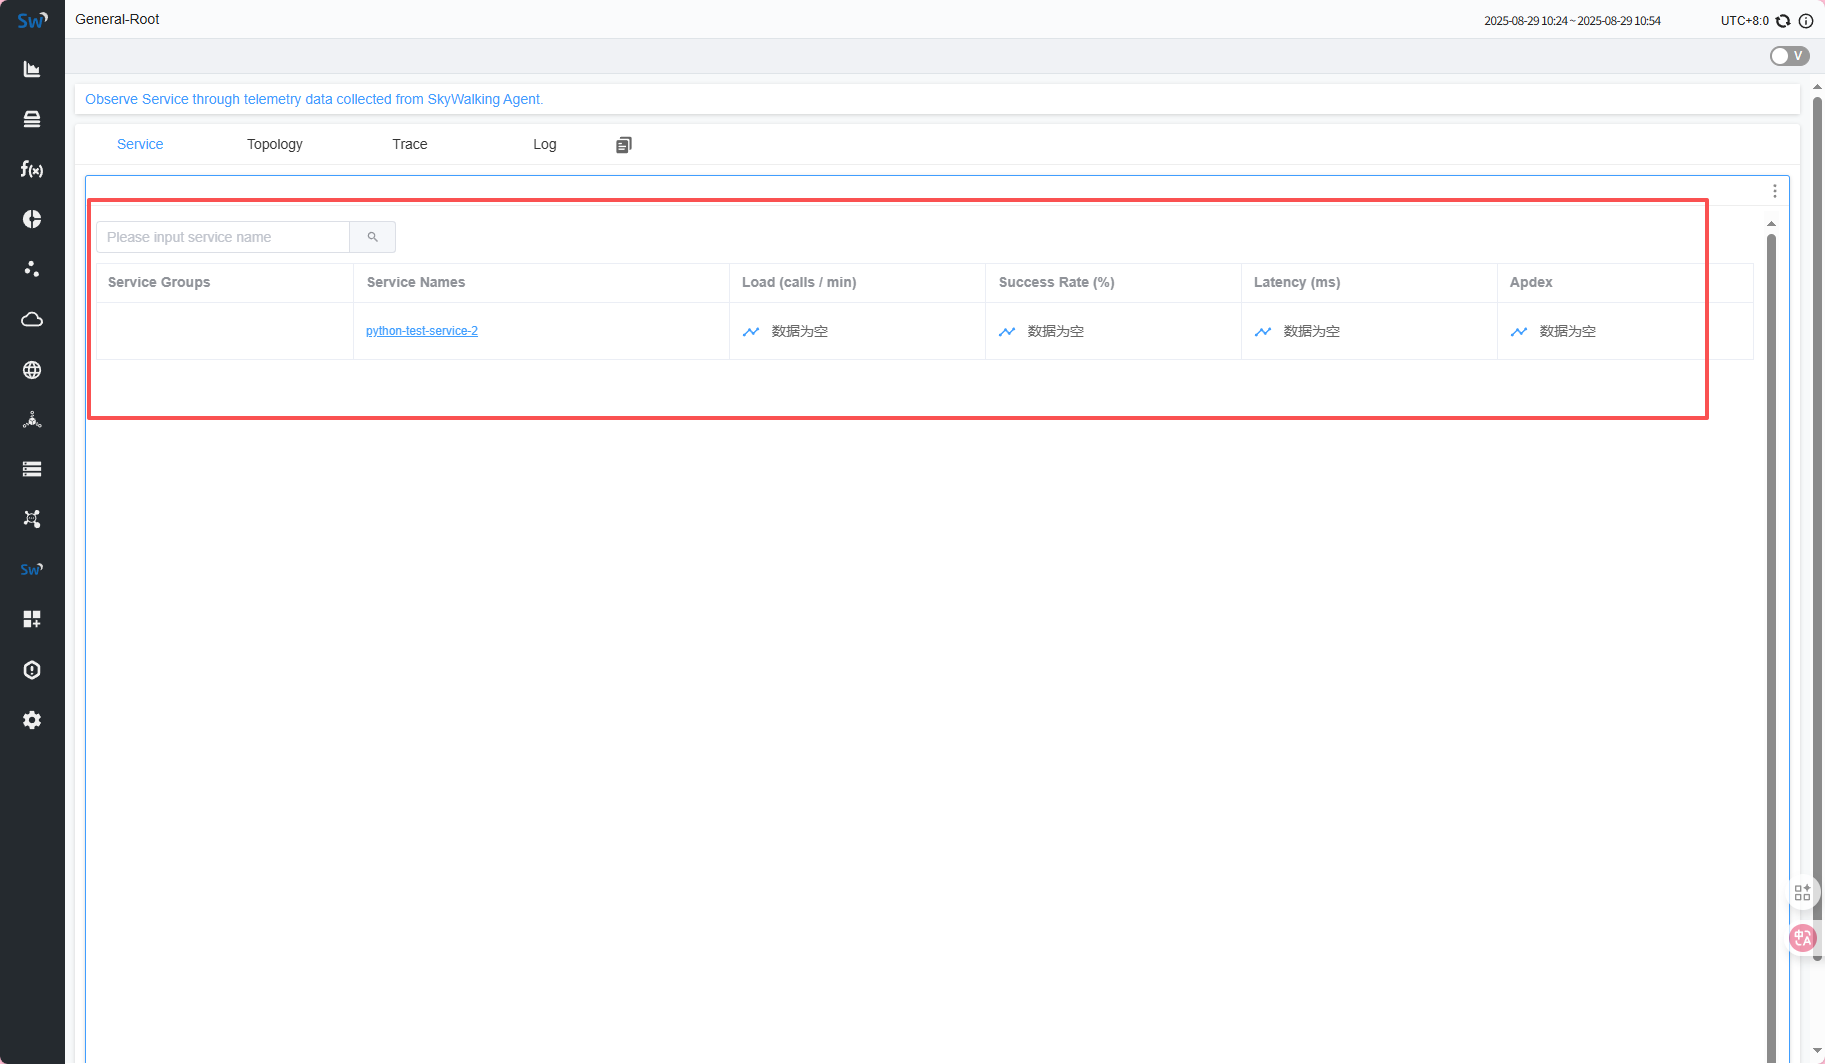 Sw
General-Root
2025-08-29 10:24 ~ 2025-08-29 10:54
UTC+8:0
V
Observe Service through telemetry data collected from SkyWalking Agent.
Service Topology Trace Log
Please input service name
Service Groups Service Names Load (calls / min) Success Rate (%) Latency (ms) Apdex
python-test-service-2 数据为空 数据为空 数据为空 数据为空
f(x)
Sw
中A